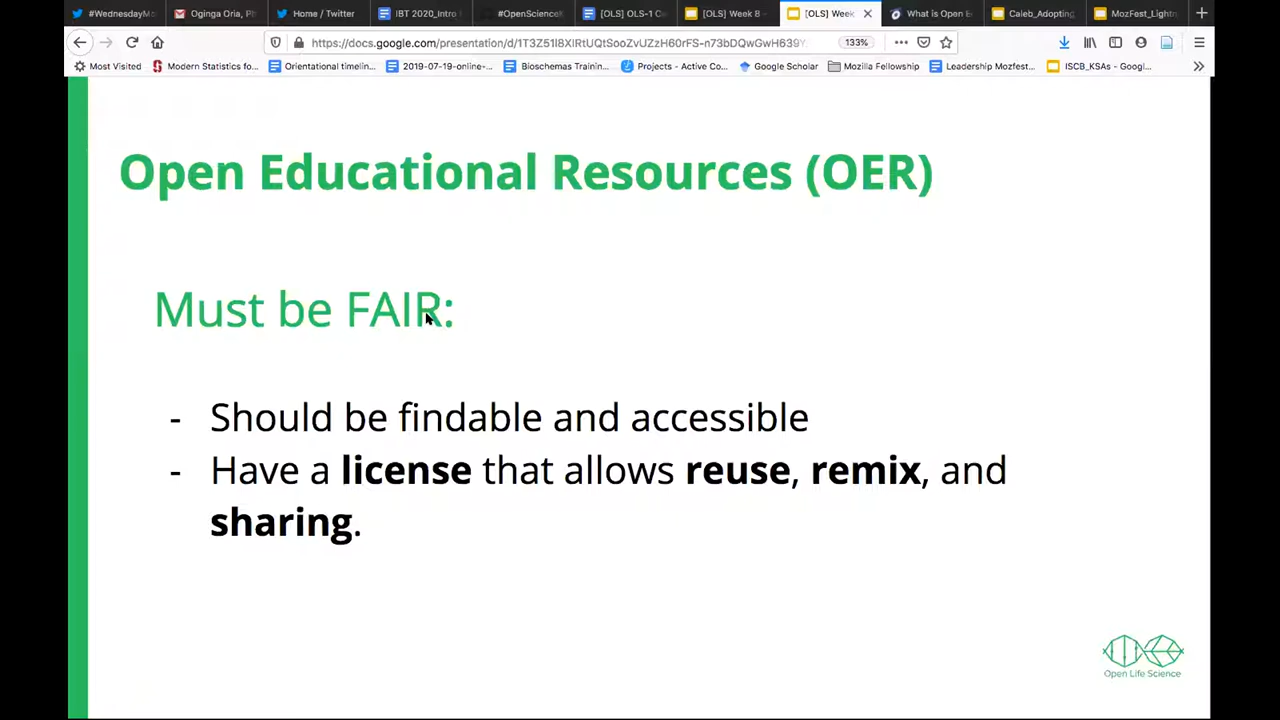 #WednesdayMo
Oginga Oria, Ph
Home / Twitter
IBT 2020_Intro
#OpenScience
[OLS] OLS-1 C
[OLS] Week 8 -
[OLS] Week
What is Open E
Caleb_Adopting
MozFest_Lightn
https://docs.google.com/presentation/d/
133%
Most Visited
Modern Statistics fo...
Orientational timelin...
2019-07-19-online-...
Bioschemas Trainin...
Projects - Active Co...
Google Scholar
Mozilla Fellowship
Leadership Mozfest...
ISCB_KSAs - Googl...
Open Educational Resources (OER)
Must be FAIR:
- Should be findable and accessible
- Have a license that allows reuse, remix, and
sharing.
Open Life Science